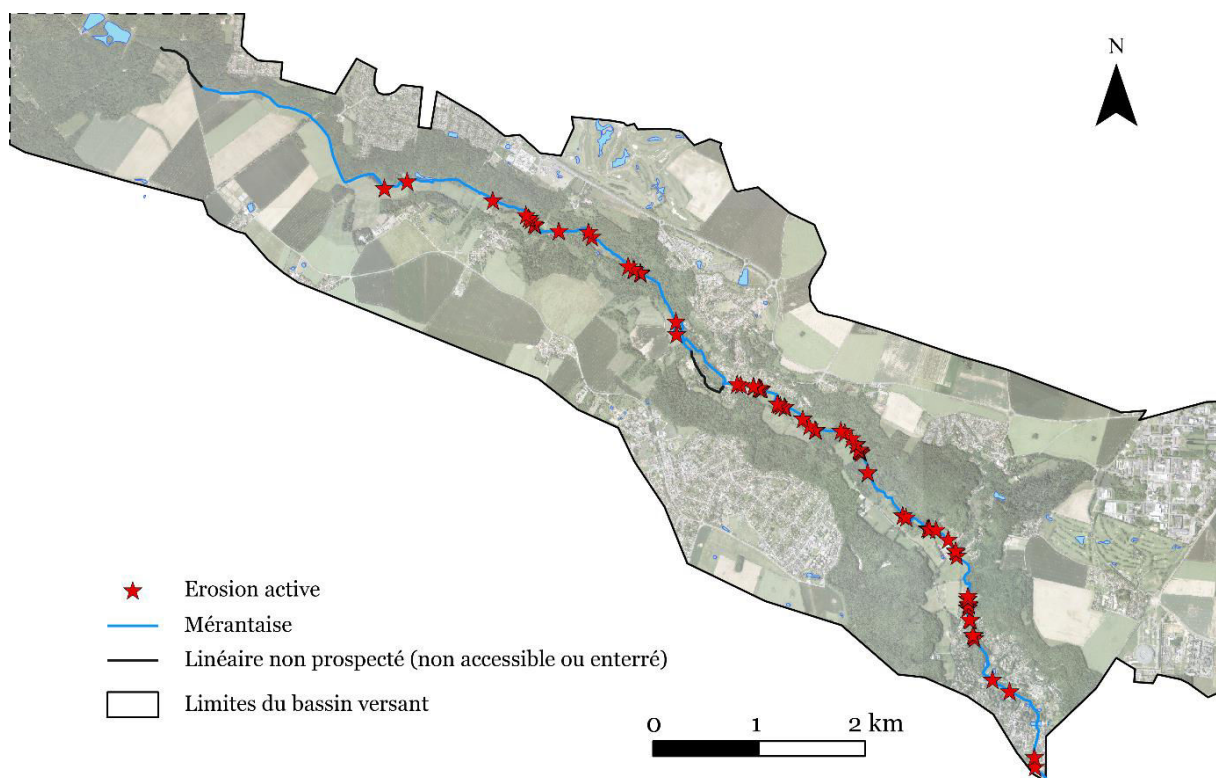 N
Erosion active
Mérantaise
Linéaire non prospecté (non accessible ou enterré)
Limites du bassin versant
0 1 2 km